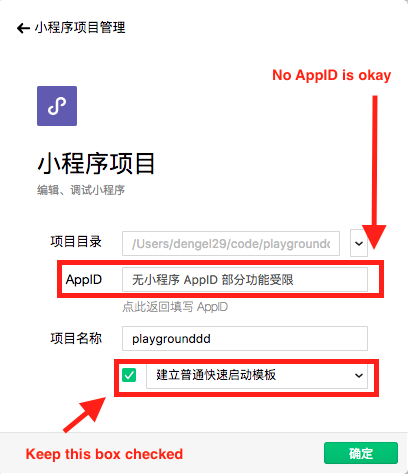 小程序项目管理
No AppID is okay
小程序项目
编辑、调试小程序
项目目录 /Users/dengel29/code/playgroundd
AppID 无小程序 AppID 部分功能受限
点此返回填写 AppID
项目名称 playgrounddd
建立普通快速启动模板
Keep this box checked
确定